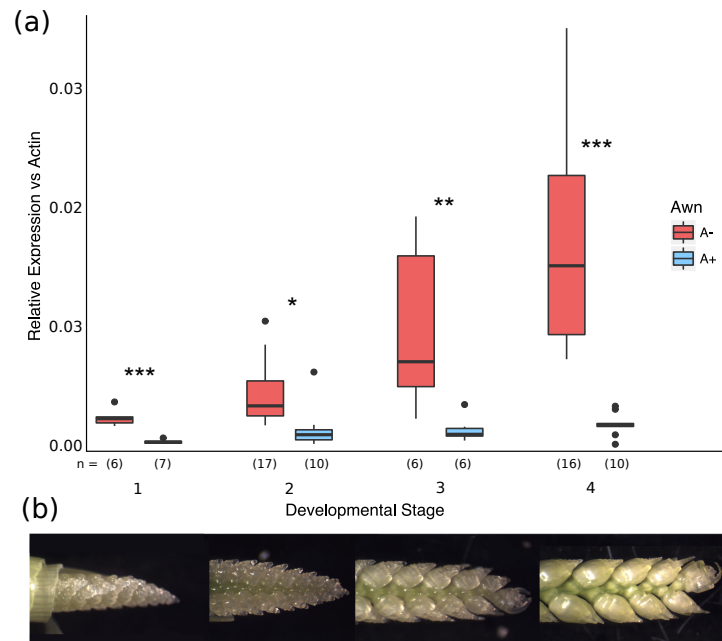 (a)
Relative Expression vs Actin
0.03
0.02
0.03
0.00
***
*
**
***
Awn
A-
A+
n = (6) (7) (17) (10) (6) (6) (16) (10)
1 2 3 4
Developmental Stage
(b)